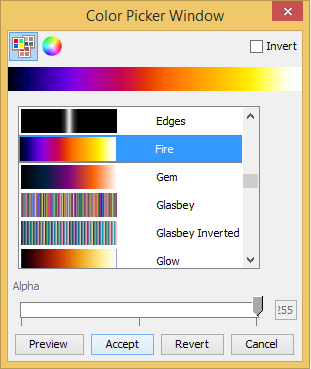 Color Picker Window
Invert
Edges
Fire
Gem
Glasbey
Glasbey Inverted
Glow
Alpha
255
Preview Accept Revert Cancel